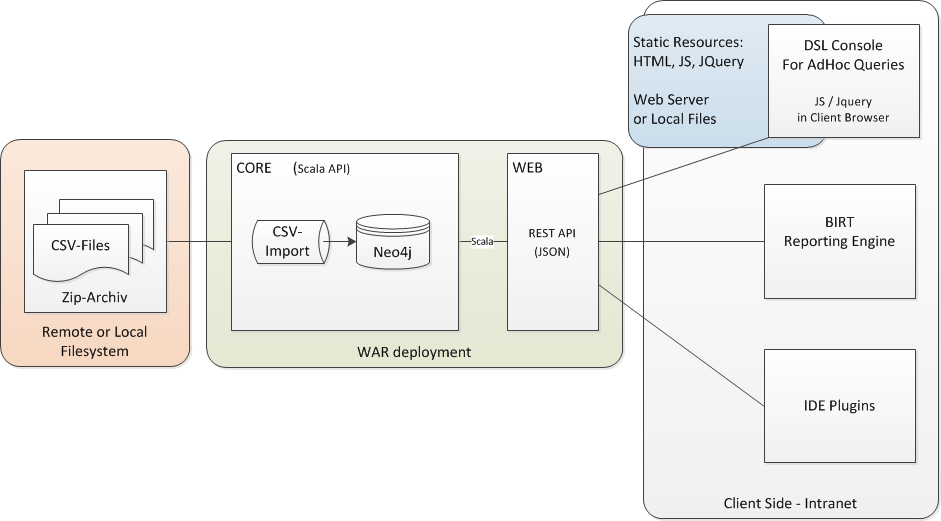 Static Resources:
HTML, JS, JQuery
Web Server
or Local Files
DSL Console
For AdHoc Queries
JS / Jquery
in Client Browser
CSV-Files
Zip-Archiv
Remote or Local
Filesystem
CORE (Scala API)
CSV-
Import
Neo4j
Scala
WEB
REST API
(JSON)
WAR deployment
BIRT
Reporting Engine
IDE Plugins
Client Side - Intranet